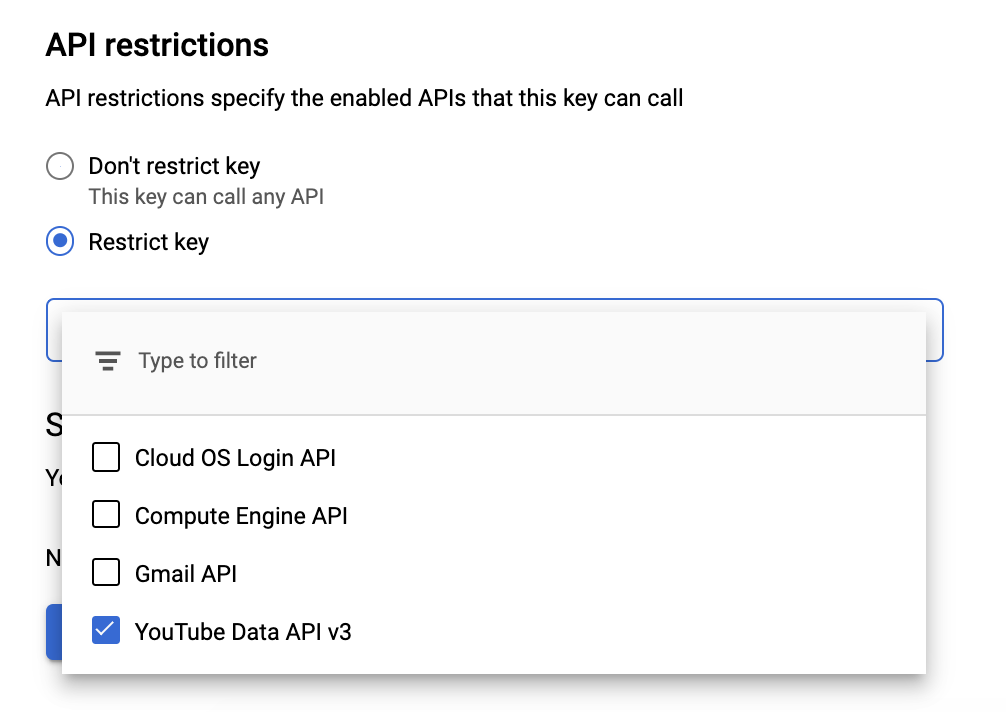 API restrictions
API restrictions specify the enabled APIs that this key can call
Don't restrict key
This key can call any API
Restrict key
Type to filter
Cloud OS Login API
Compute Engine API
Gmail API
YouTube Data API v3